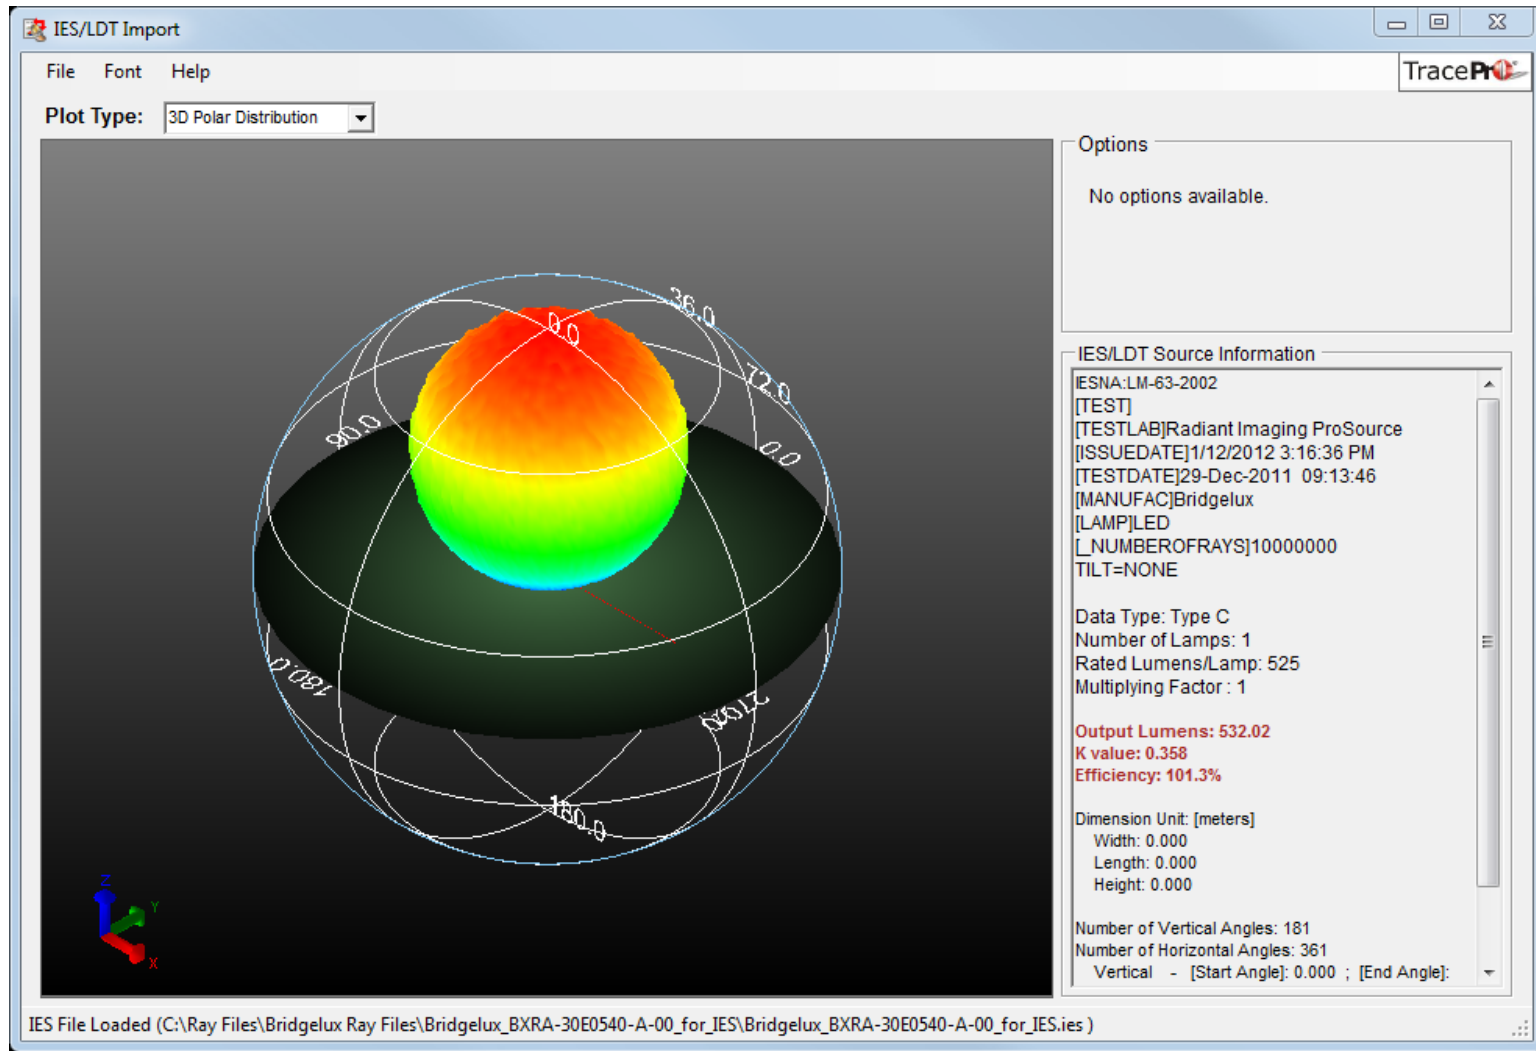 IES/LDT Import
File Font Help
TracePro
Plot Type: 3D Polar Distribution
Options
No options available.
36.0
0.0
72.0
90.0
0.0
180.0
180.0
IES/LDT Source Information
IESNA:LM-63-2002
[TEST]
[TESTLAB]Radiant Imaging ProSource
[ISSUEDATE]1/12/2012 3:16:36 PM
[TESTDATE]29-Dec-2011 09:13:46
[MANUFAC]Bridgelux
[LAMP]LED
[_NUMBEROFRAYS]10000000
TILT=NONE
Data Type: Type C
Number of Lamps: 1
Rated Lumens/Lamp: 525
Multiplying Factor : 1
Output Lumens: 532.02
K value: 0.358
Efficiency: 101.3%
Dimension Unit: [meters]
Width: 0.000
Length: 0.000
Height: 0.000
Number of Vertical Angles: 181
Number of Horizontal Angles: 361
Vertical - [Start Angle]: 0.000 ; [End Angle]:
Z
Y
X
IES File Loaded (C:\Ray Files\Bridgelux Ray Files\Bridgelux_BXRA-30E0540-A-00_for_IES\Bridgelux_BXRA-30E0540-A-00_for_IES.ies )